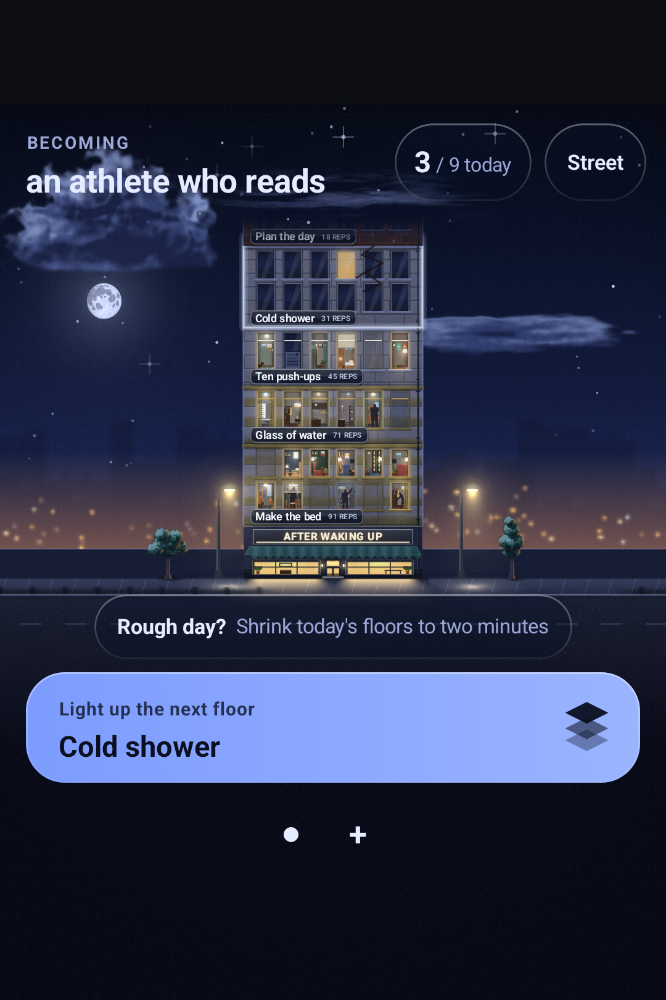 BECOMING
an athlete who reads
3 / 9 today
Street
Plan the day 18 REPS
Cold shower 31 REPS
Ten push-ups 45 REPS
Glass of water 71 REPS
Make the bed 91 REPS
AFTER WAKING UP
Rough day? Shrink today's floors to two minutes
Light up the next floor
Cold shower